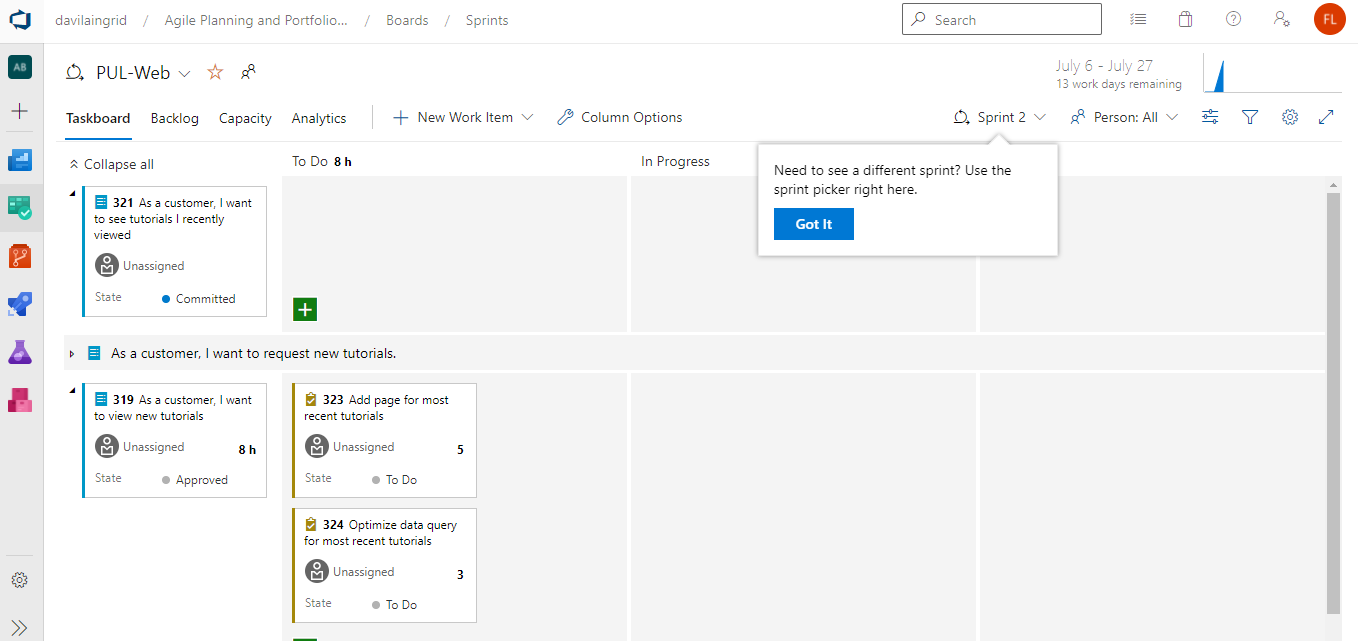 davilaingrid / Agile Planning and Portfolio... / Boards / Sprints
Search
FL
AB
PUL-Web
July 6 - July 27
13 work days remaining
Taskboard Backlog Capacity Analytics New Work Item Column Options Sprint 2 Person: All
Need to see a different sprint? Use the
sprint picker right here.
Got It
Collapse all
To Do 8 h
In Progress
321 As a customer, I want
to see tutorials I recently
viewed
Unassigned
State Committed
As a customer, I want to request new tutorials.
319 As a customer, I want
to view new tutorials
Unassigned 8 h
State Approved
323 Add page for most
recent tutorials
Unassigned 5
State To Do
324 Optimize data query
for most recent tutorials
Unassigned 3
State To Do